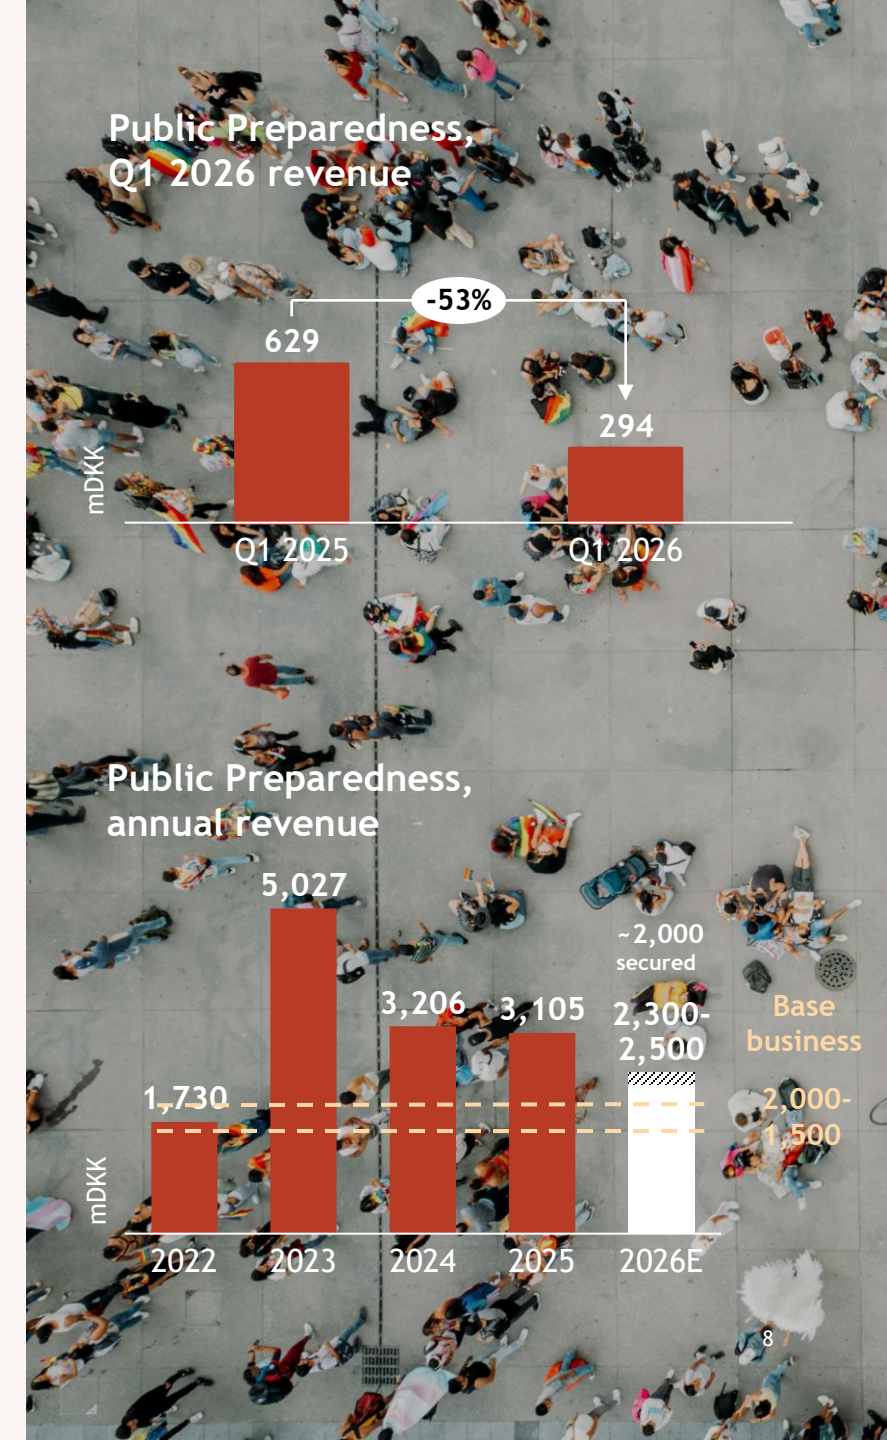 Public Preparedness,
Q1 2026 revenue
-53%
629
294
mDKK
Q1 2025
Q1 2026
Public Preparedness,
annual revenue
5,027
~2,000
secured
3,206
3,105
2,300-
2,500
Base
business
1,730
2,000-
1,500
mDKK
2022
2023
2024
2025
2026E
8